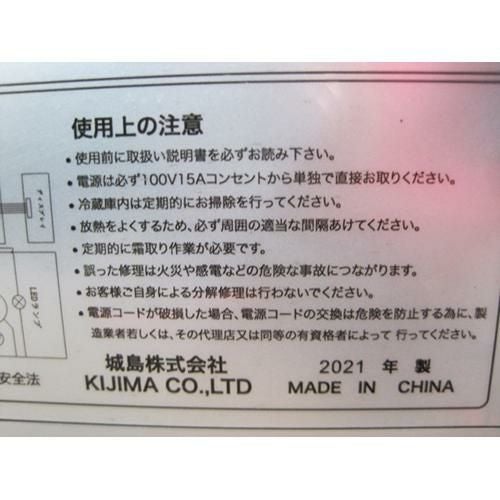 ディスプレイ
LEDランプ
安全法
使用上の注意
・使用前に取扱い説明書を必ずお読み下さい。
・電源は必ず100V15Aコンセントから単独で直接お取りください。
・冷蔵庫内は定期的にお掃除を行ってください。
・放熱をよくするため、必ず周囲の適当な間隔あけてください。
・定期的に霜取り作業が必要です。
・誤った修理は火災や感電などの危険な事故につながります。
・お客様ご自身による分解修理は行わないでください。
・電源コードが破損した場合、電源コードの交換は危険を防止する為に、製
造業者若しくは、その代理店又は同等の有資格者によって 行ってください。
城島株式会社
KIJIMA CO.,LTD
2021 年 製
MADE IN CHINA